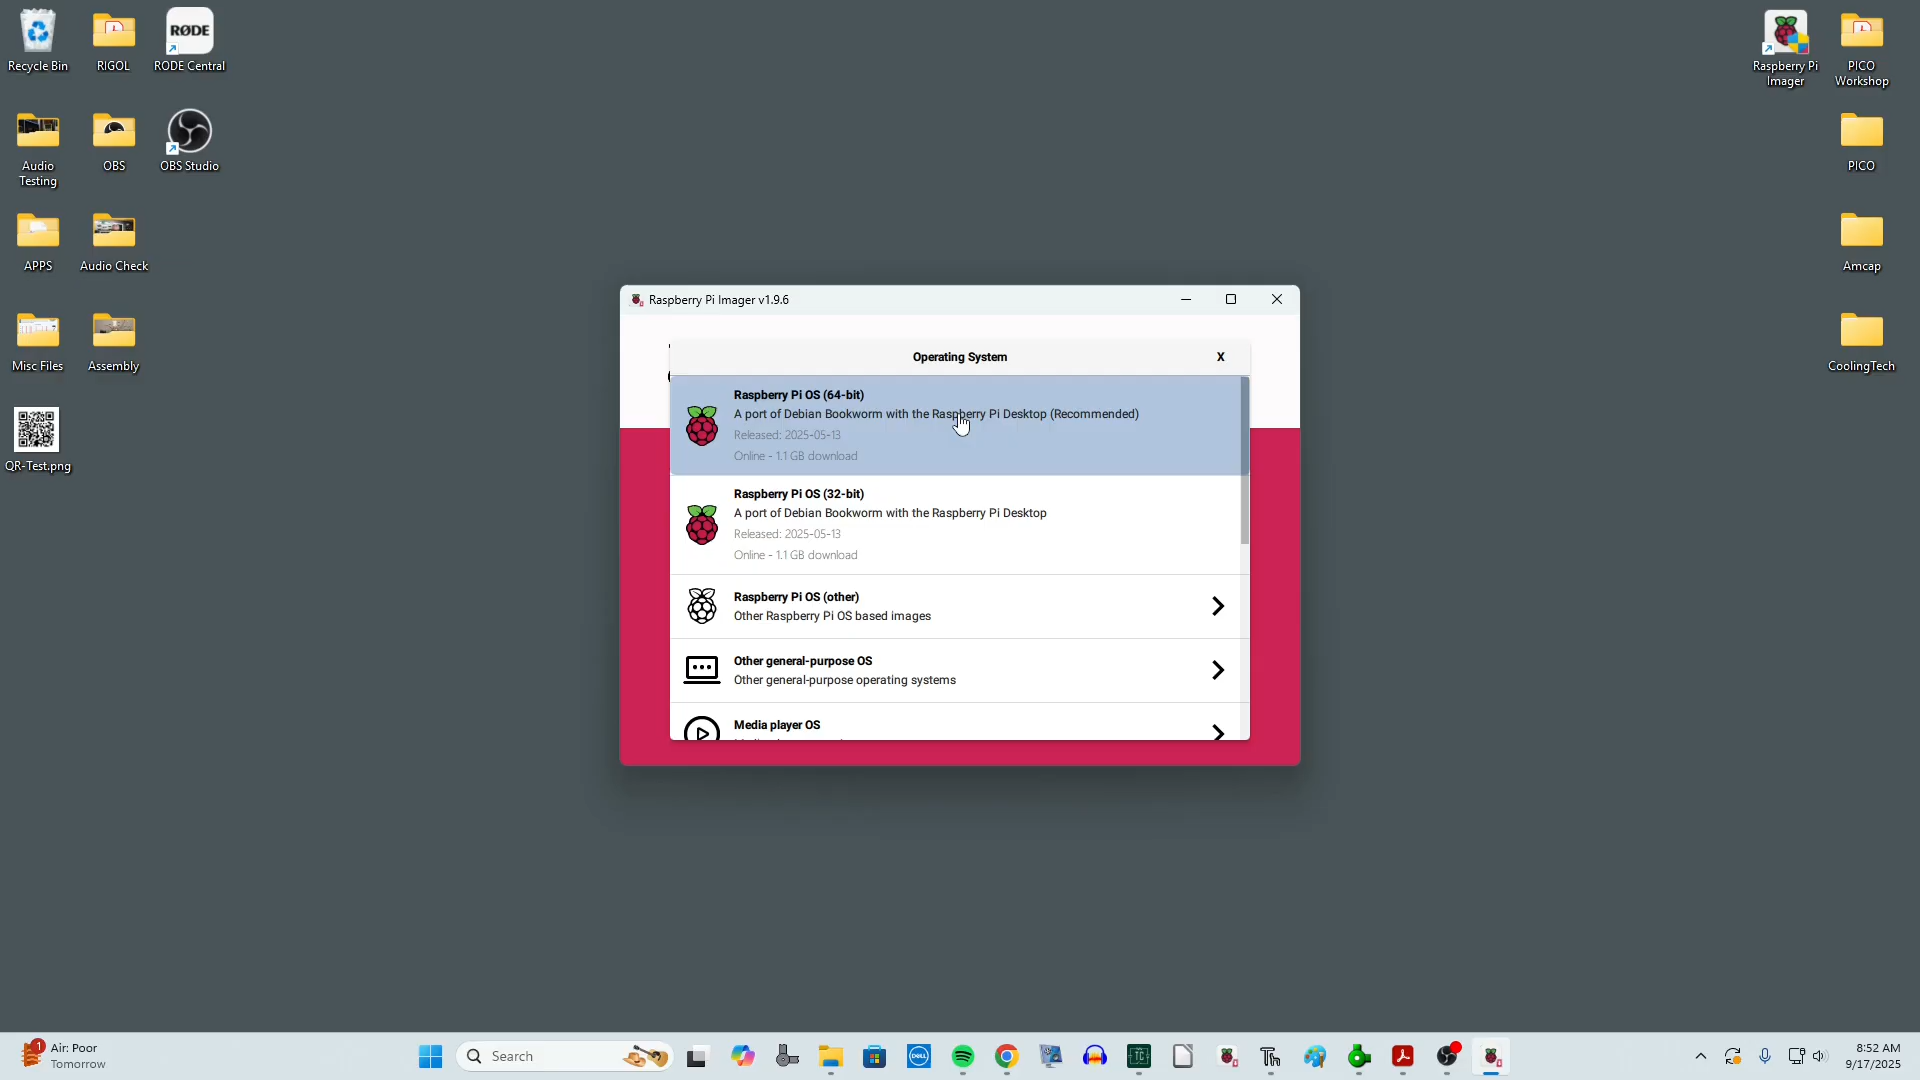 Recycle Bin
RIGOL
RØDE
RODE Central
Audio
Testing
OBS
OBS Studio
APPS
Audio Check
Misc Files
Assembly
QR-Test.png
Raspberry Pi
Imager
PICO
Workshop
PICO
Amcap
CoolingTech
Raspberry Pi Imager v1.9.6
Operating System
X
Raspberry Pi OS (64-bit)
A port of Debian Bookworm with the Raspberry Pi Desktop (Recommended)
Released: 2025-05-13
Online - 1.1 GB download
Raspberry Pi OS (32-bit)
A port of Debian Bookworm with the Raspberry Pi Desktop
Released: 2025-05-13
Online - 1.1 GB download
Raspberry Pi OS (other)
Other Raspberry Pi OS based images
Other general-purpose OS
Other general-purpose operating systems
Media player OS
1
Air: Poor
Tomorrow
Search
DELL
TC
8:52 AM
9/17/2025